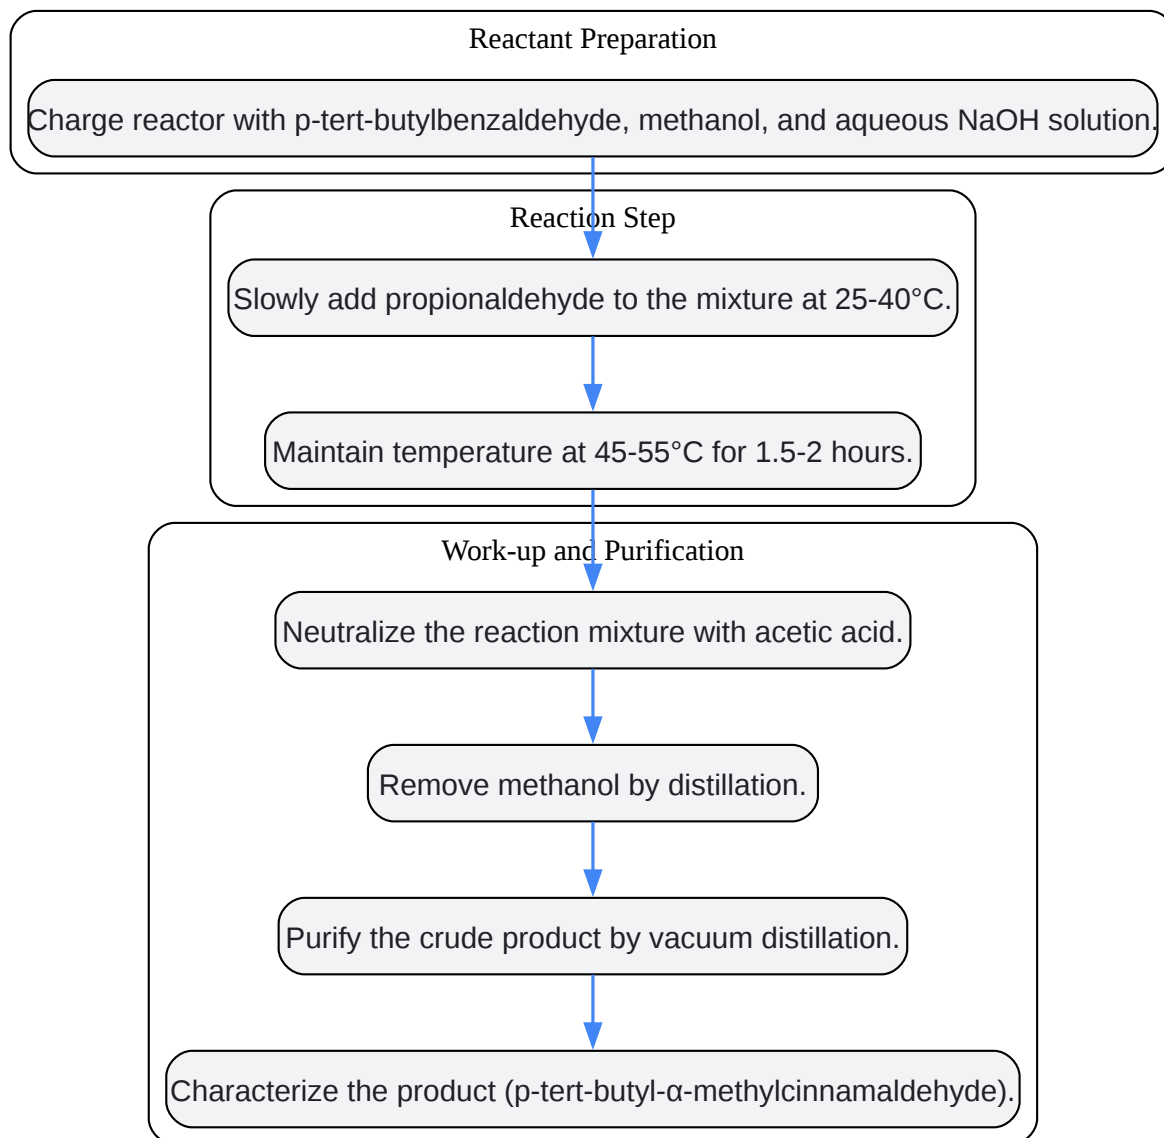 Reactant Preparation
Charge reactor with p-tert-butylbenzaldehyde, methanol, and aqueous NaOH solution.
Reaction Step
Slowly add propionaldehyde to the mixture at 25-40°C.
Maintain temperature at 45-55°C for 1.5-2 hours.
Work-up and Purification
Neutralize the reaction mixture with acetic acid.
Remove methanol by distillation.
Purify the crude product by vacuum distillation.
Characterize the product (p-tert-butyl-α-methylcinnamaldehyde).